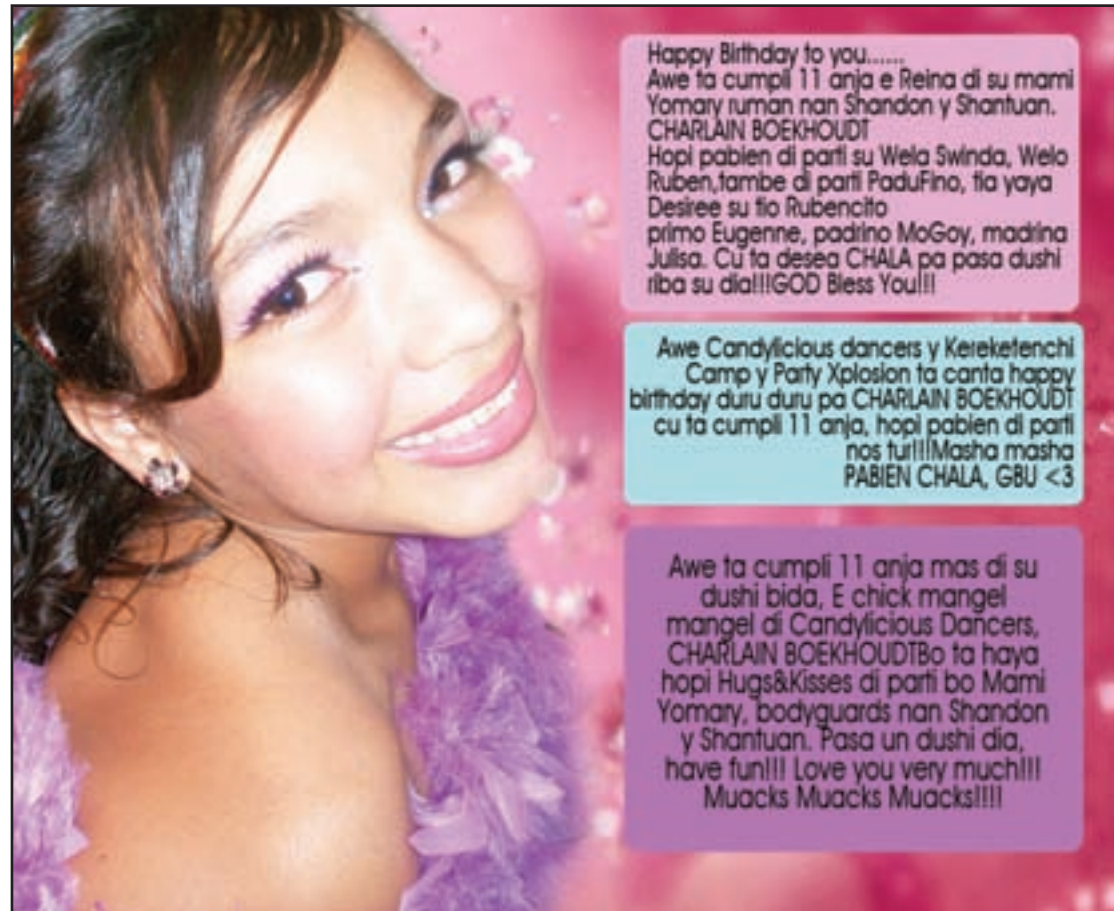 Happy Birthday to you......
Awe ta cumpli 11 anja e Reina di su mami
Yomary ruman nan Shandon y Shantuan.
CHARLAIN BOEKHOUDT
Hopi pabien di parti su Wela Swinda, Welo
Ruben,tambe di parti PaduFino, tia yaya
Desiree su tio Rubencito
primo Eugenne, padrino MoGoy, madrina
Julisa. Cu ta desea CHALA pa pasa dushi
riba su dia!!!GOD Bless You!!!
Awe Candylicious dancers y Kereketenchi
Camp y Party Xplosion ta canta happy
birthday duru duru pa CHARLAIN BOEKHOUDT
cu ta cumpli 11 anja, hopi pabien di parti
nos tur!!!Masha masha
PABIEN CHALA, GBU <3
Awe ta cumpli 11 anja mas di su
dushi bida, E chick mangel
mangel di Candylicious Dancers,
CHARLAIN BOEKHOUDTBo ta haya
hopi Hugs&Kisses di parti bo Mami
Yomary, bodyguards nan Shandon
y Shantuan. Pasa un dushi dia,
have fun!!! Love you very much!!!
Muacks Muacks Muacks!!!!